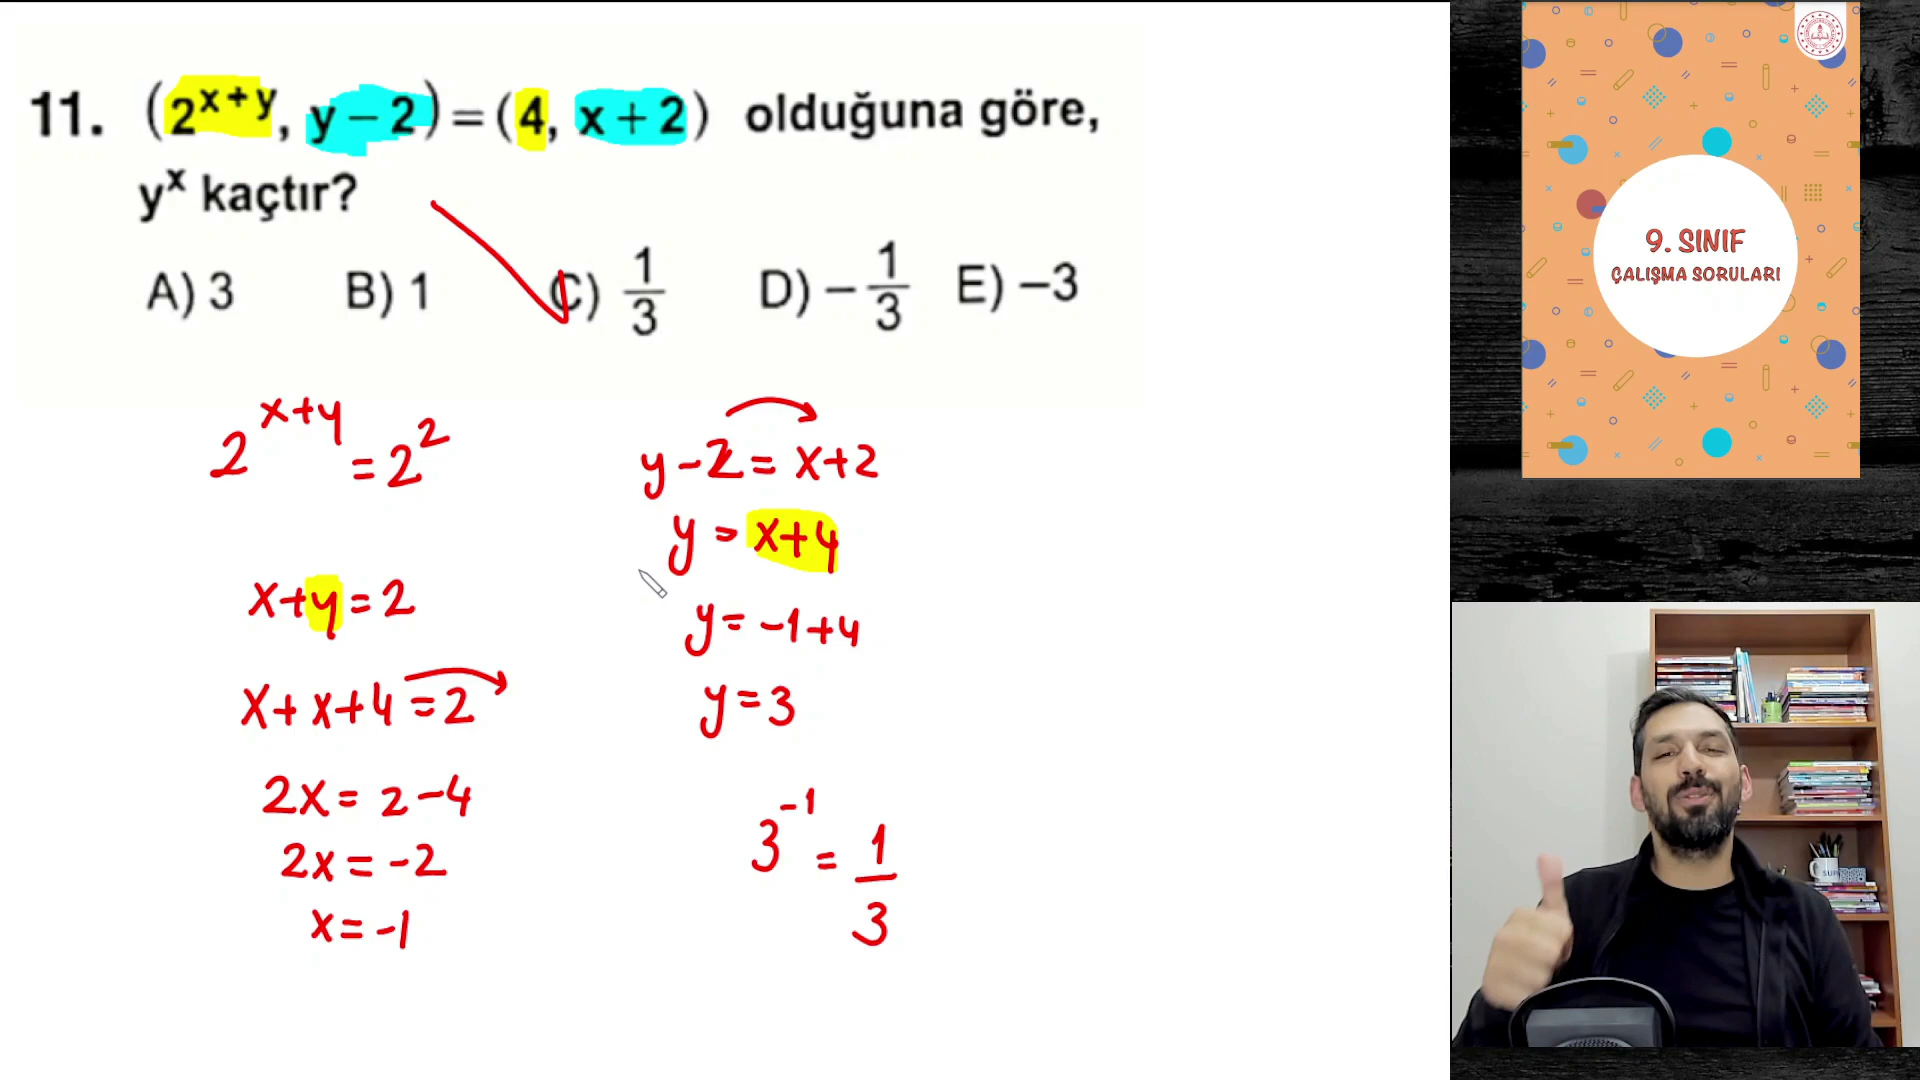 11. (2^{x+y}, y-2) = (4, x+2) olduğuna göre,
y^x kaçtır?
A) 3 B) 1 C) 1/3 D) -1/3 E) -3
2^{x+y} = 2^2
x+y=2
x+x+4=2
2x=2-4
2x=-2
x=-1
y-2=x+2
y=x+4
y=-1+4
y=3
3^{-1} = 1/3
9. SINIF
ÇALIŞMA SORULARI
SUP